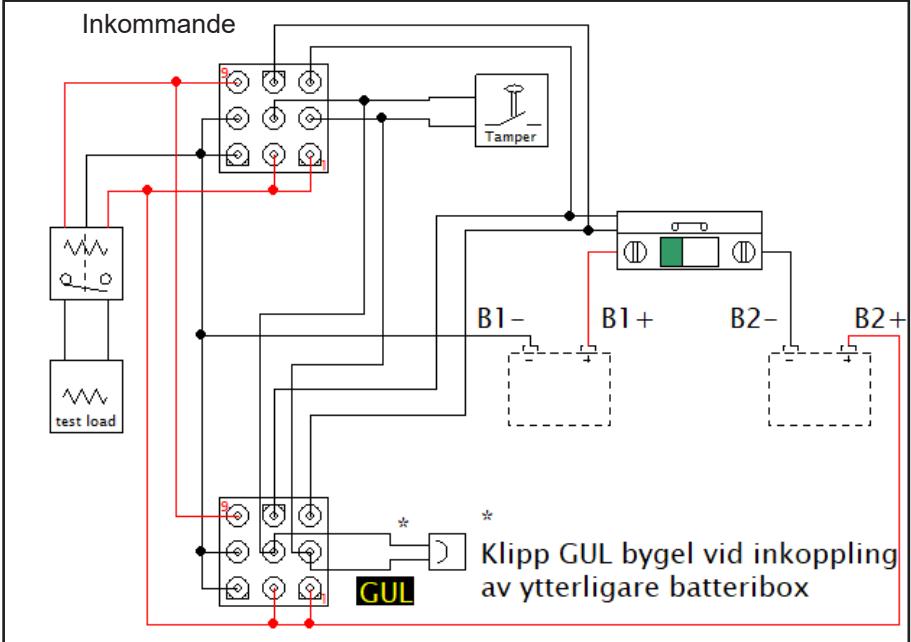 Inkommande
9
1
Tamper
B1-
B1+
B2-
B2+
- +
- +
test load
9
1
*
*
Klipp GUL bygel vid inkoppling
av ytterligare batteribox
GUL